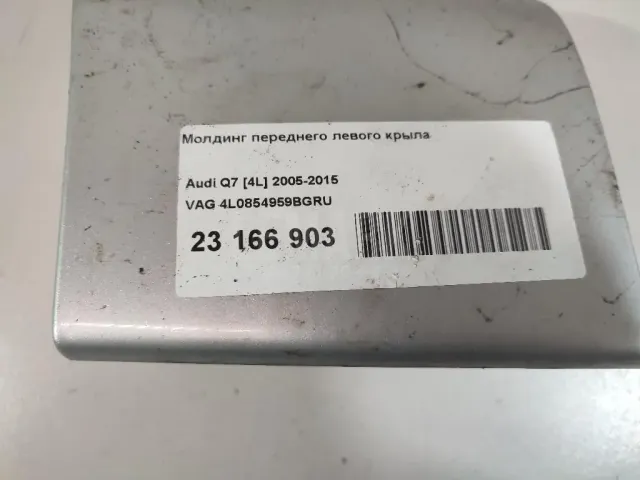 Молдинг переднего левого крыла
Audi Q7 [4L] 2005-2015
VAG 4L0854959BGRU
23 166 903